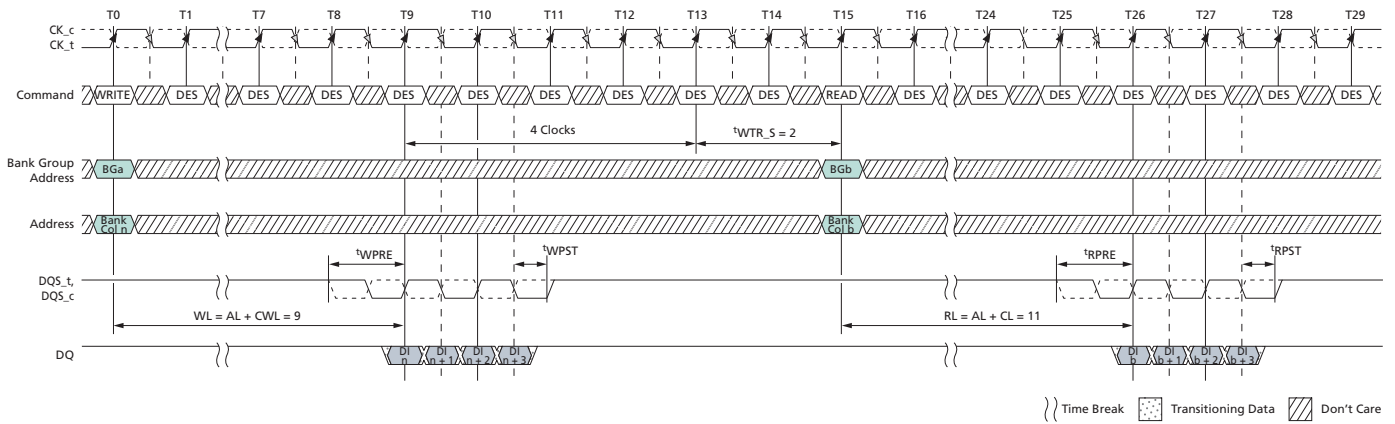 T0 T1 T7 T8 T9 T10 T11 T12 T13 T14 T15 T16 T24 T25 T26 T27 T28 T29
CK_c
CK_t
Command WRITE DES DES DES DES DES DES DES DES DES READ DES DES DES DES DES DES DES
4 Clocks tWTR_S = 2
Bank Group
Address BGa BGb
Address Bank
Col n Bank
Col b
tWPRE tWPST tRPRE tRPST
DQS_t,
DQS_c
WL = AL + CWL = 9 RL = AL + CL = 11
DQ DI
n DI
n + 1 DI
n + 2 DI
n + 3 DI
b DI
b + 1 DI
b + 2 DI
b + 3
Time Break Transitioning Data Don't Care